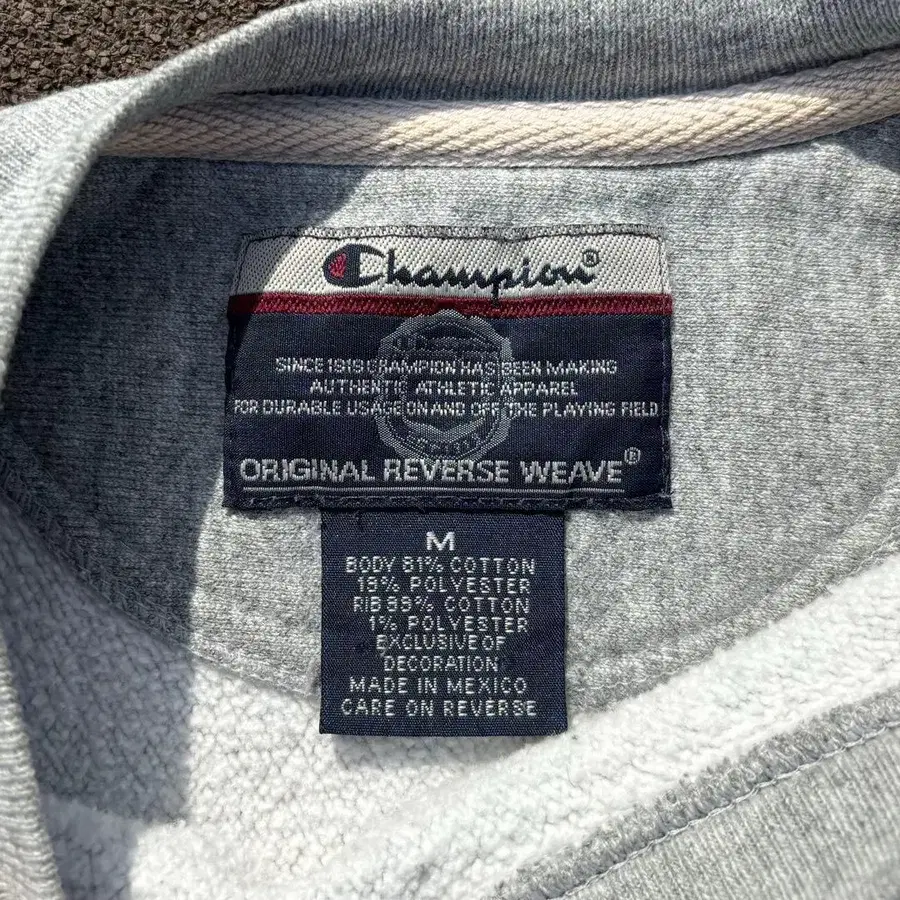 Champion®
SINCE 1919 CHAMPION HAS BEEN MAKING
AUTHENTIC ATHLETIC APPAREL
FOR DURABLE USAGE ON AND OFF THE PLAYING FIELD
ORIGINAL REVERSE WEAVE®
M
BODY 81% COTTON
19% POLYESTER
RIB 99% COTTON
1% POLYESTER
EXCLUSIVE OF
DECORATION
MADE IN MEXICO
CARE ON REVERSE